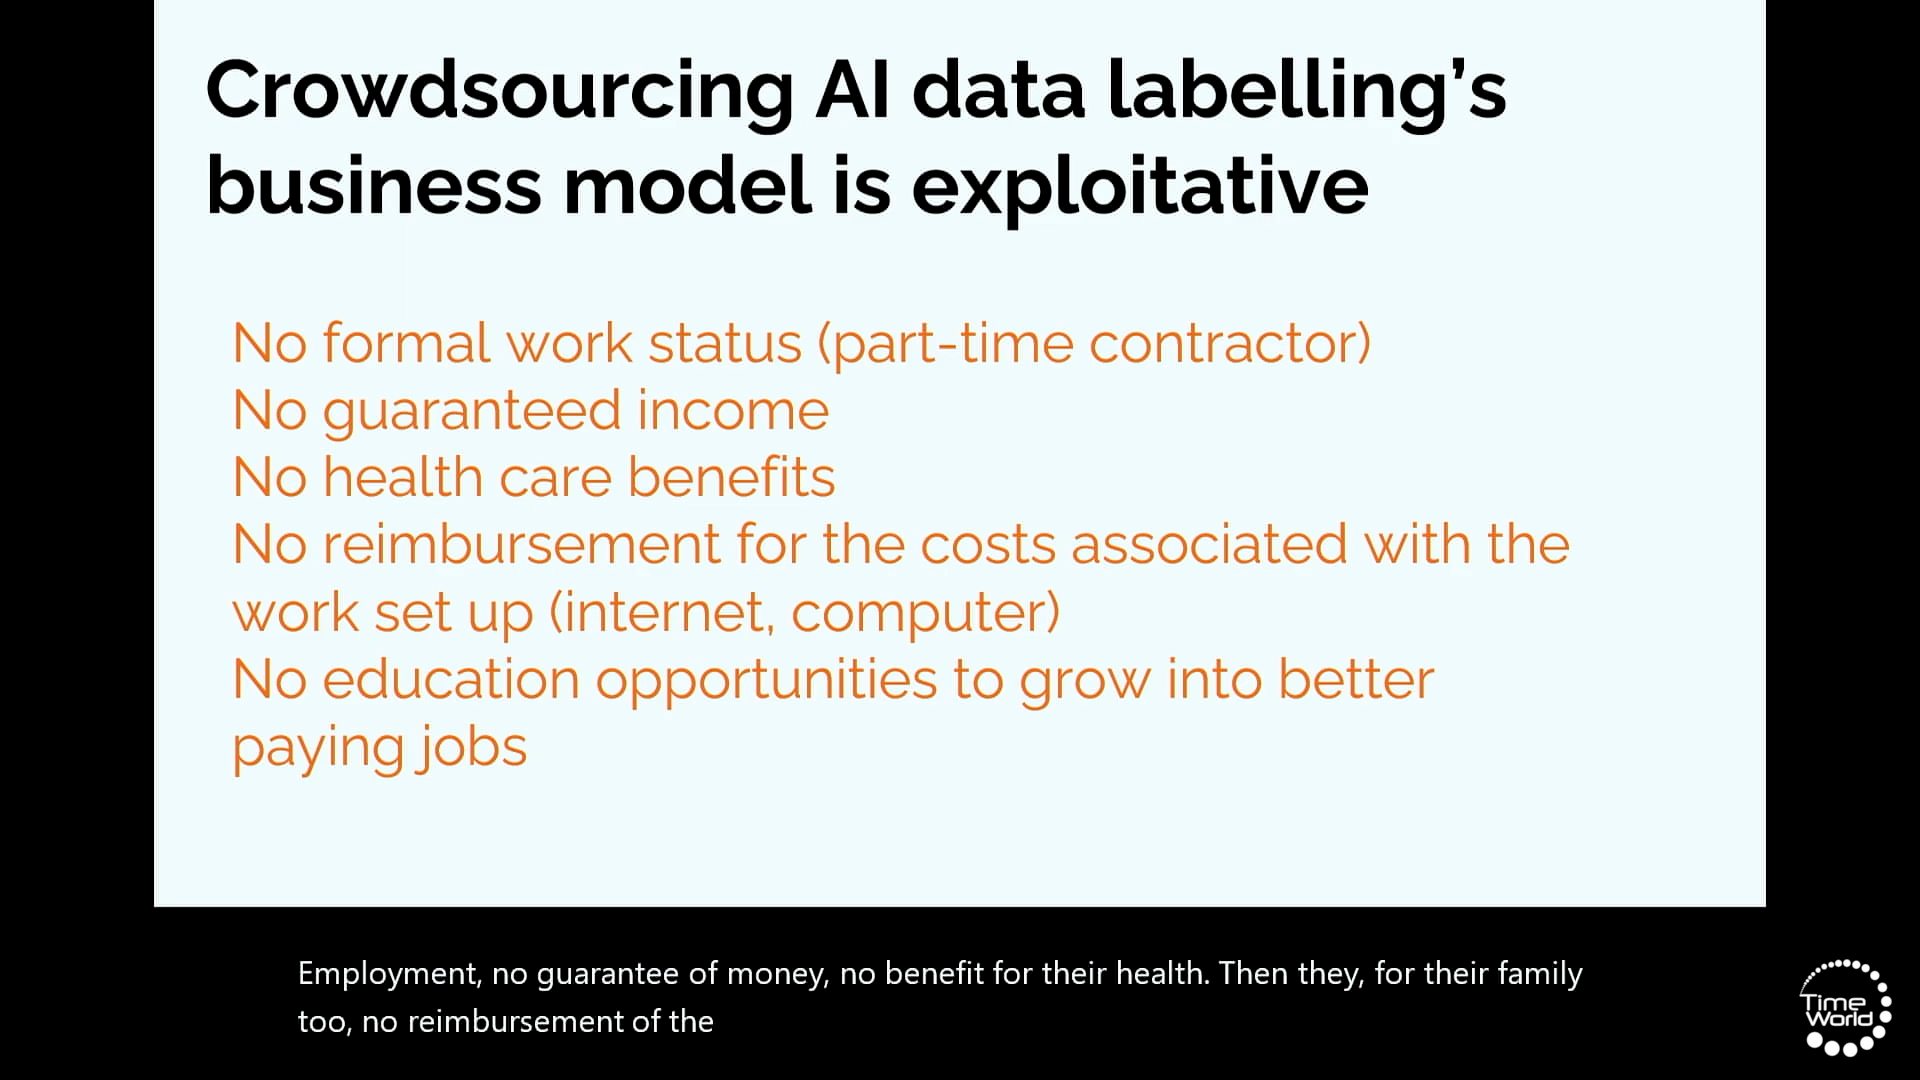 Crowdsourcing AI data labelling's
business model is exploitative
No formal work status (part-time contractor)
No guaranteed income
No health care benefits
No reimbursement for the costs associated with the
work set up (internet, computer)
No education opportunities to grow into better
paying jobs
Employment, no guarantee of money, no benefit for their health. Then they, for their family
too, no reimbursement of the
Time
World